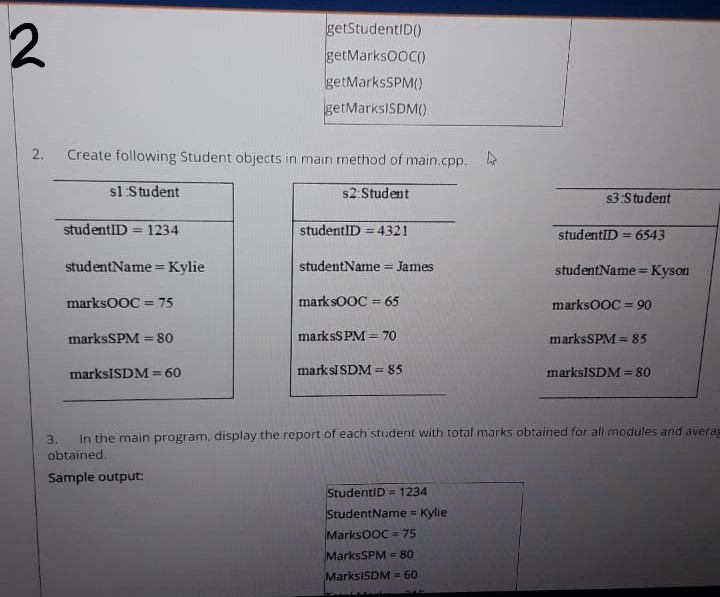 2
getStudentID()
getMarksOOC()
getMarksSPM()
getMarksISDM()
2. Create following Student objects in main method of main.cpp.
s1:Student
studentID = 1234
studentName = Kylie
marksOOC = 75
marksSPM = 80
marksISDM = 60
s2:Student
studentID = 4321
studentName = James
marksOOC = 65
marksSPM = 70
marksISDM = 85
s3:Student
studentID = 6543
studentName = Kyson
marksOOC = 90
marksSPM = 85
marksISDM = 80
3. In the main program, display the report of each student with total marks obtained for all modules and
obtained.
Sample output:
StudentID = 1234
StudentName = Kylie
MarksOOC = 75
MarksSPM = 80
MarksISDM = 60